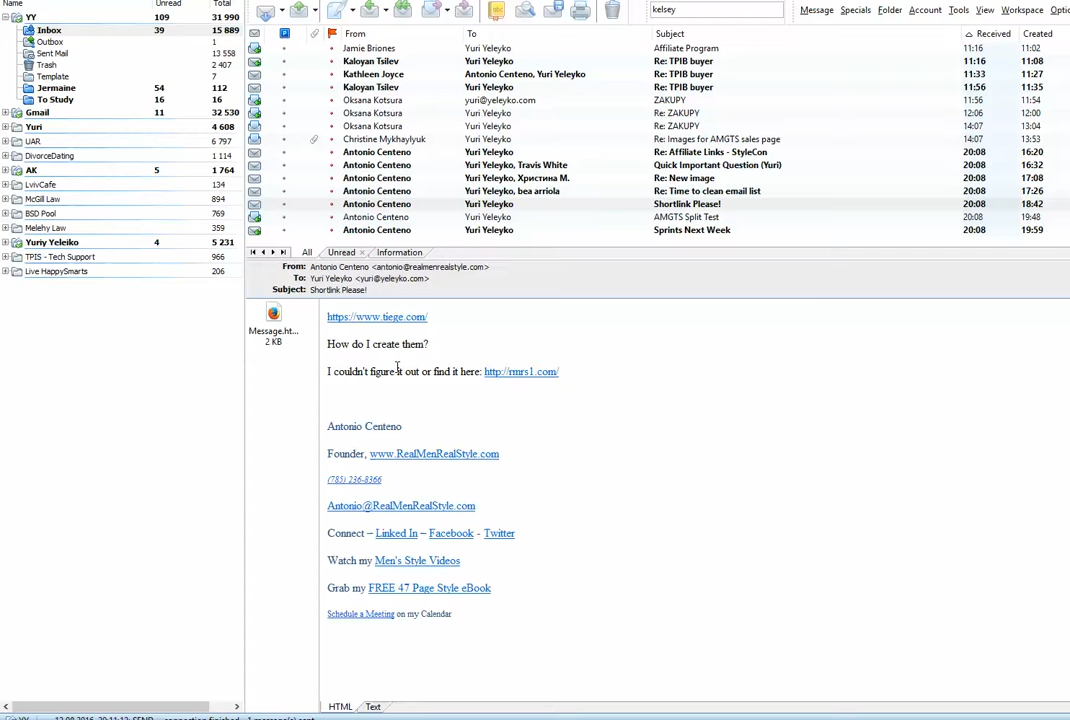 Name Unread Total
YY 109 31 990
Inbox 39 15 889
Outbox 1
Sent Mail 13 558
Trash 2 407
Template 7
Jermaine 54 112
To Study 16 16
Gmail 11 32 530
Yuri 4 608
UAR 6 797
DivorceDating 1 114
AK 5 1 764
LvivCafe 134
McGill Law 894
BSD Pool 769
Melehy Law 359
Yuriy Yeleiko 4 5 231
TPIS - Tech Support 966
Live HappySmarts 206
kelsey
Message Specials Folder Account Tools View Workspace
From To Subject Received Created
Jamie Briones Yuri Yeleyko Affiliate Program 11:16 11:02
Kaloyan Tsilev Yuri Yeleyko Re: TPIB buyer 11:16 11:08
Kathleen Joyce Antonio Centeno, Yuri Yeleyko Re: TPIB buyer 11:33 11:27
Kaloyan Tsilev Yuri Yeleyko Re: TPIB buyer 11:56 11:35
Oksana Kotsura yuri@yeleyko.com ZAKUPY 11:56 11:54
Oksana Kotsura Yuri Yeleyko Re: ZAKUPY 12:06 12:00
Oksana Kotsura Yuri Yeleyko Re: ZAKUPY 14:07 13:04
Christine Mykhaylyuk Yuri Yeleyko Re: Images for AMGTS sales page 14:07 13:53
Antonio Centeno Yuri Yeleyko Re: Affiliate Links - StyleCon 20:08 16:20
Antonio Centeno Yuri Yeleyko, Travis White Quick Important Question (Yuri) 20:08 16:32
Antonio Centeno Yuri Yeleyko, Христина М. Re: New image 20:08 17:08
Antonio Centeno Yuri Yeleyko, bea arriola Re: Time to clean email list 20:08 17:26
Antonio Centeno Yuri Yeleyko Shortlink Please! 20:08 18:42
Antonio Centeno Yuri Yeleyko AMGTS Split Test 20:08 19:48
Antonio Centeno Yuri Yeleyko Sprints Next Week 20:08 19:59
All Unread Information
From: Antonio Centeno <antonio@realmenrealstyle.com>
To: Yuri Yeleyko <yuri@yeleyko.com>
Subject: Shortlink Please!
Message.ht...
2 KB
https://www.tiege.com/
How do I create them?
I couldn't figure it out or find it here: http://rmrs1.com/
Antonio Centeno
Founder, www.RealMenRealStyle.com
(785) 236-8366
Antonio@RealMenRealStyle.com
Connect – Linked In – Facebook - Twitter
Watch my Men's Style Videos
Grab my FREE 47 Page Style eBook
Schedule a Meeting on my Calendar
HTML Text